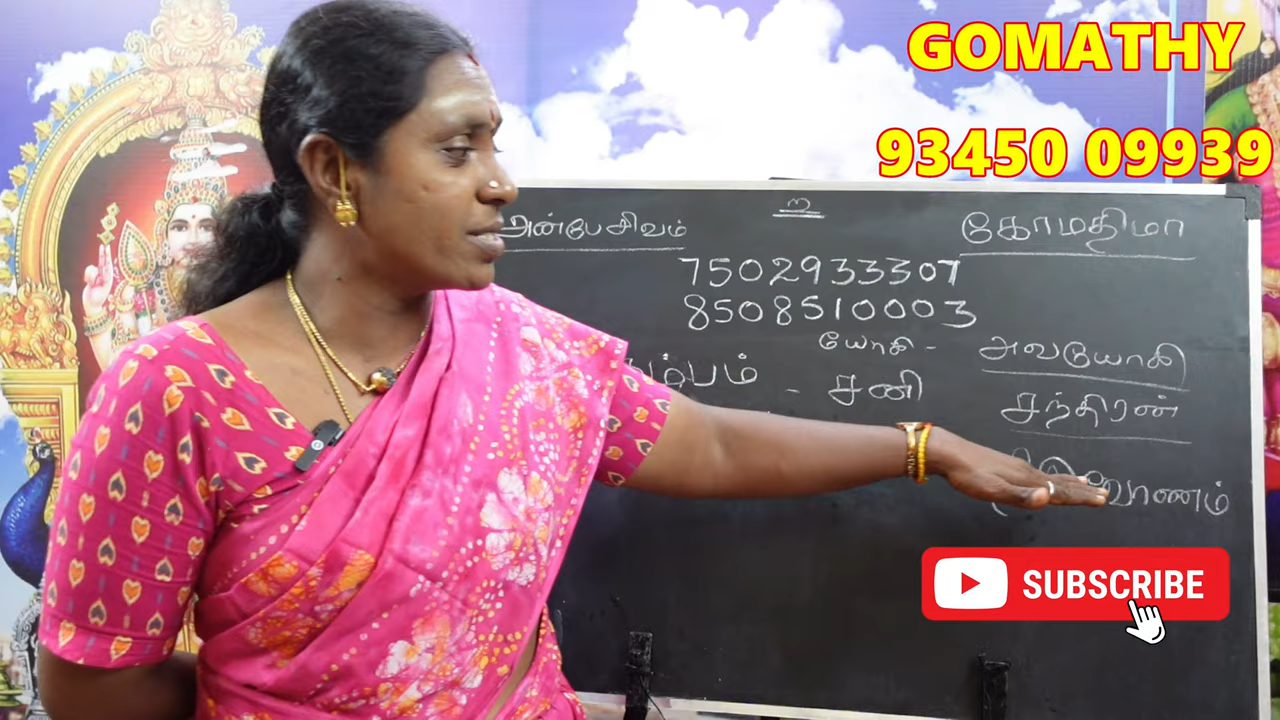 GOMATHY
93450 09939
உ
அன்பே சிவம்
கோமதிமா
7502933307
8508510003
யோகி - அவயோகி
சனி சந்திரன்
SUBSCRIBE